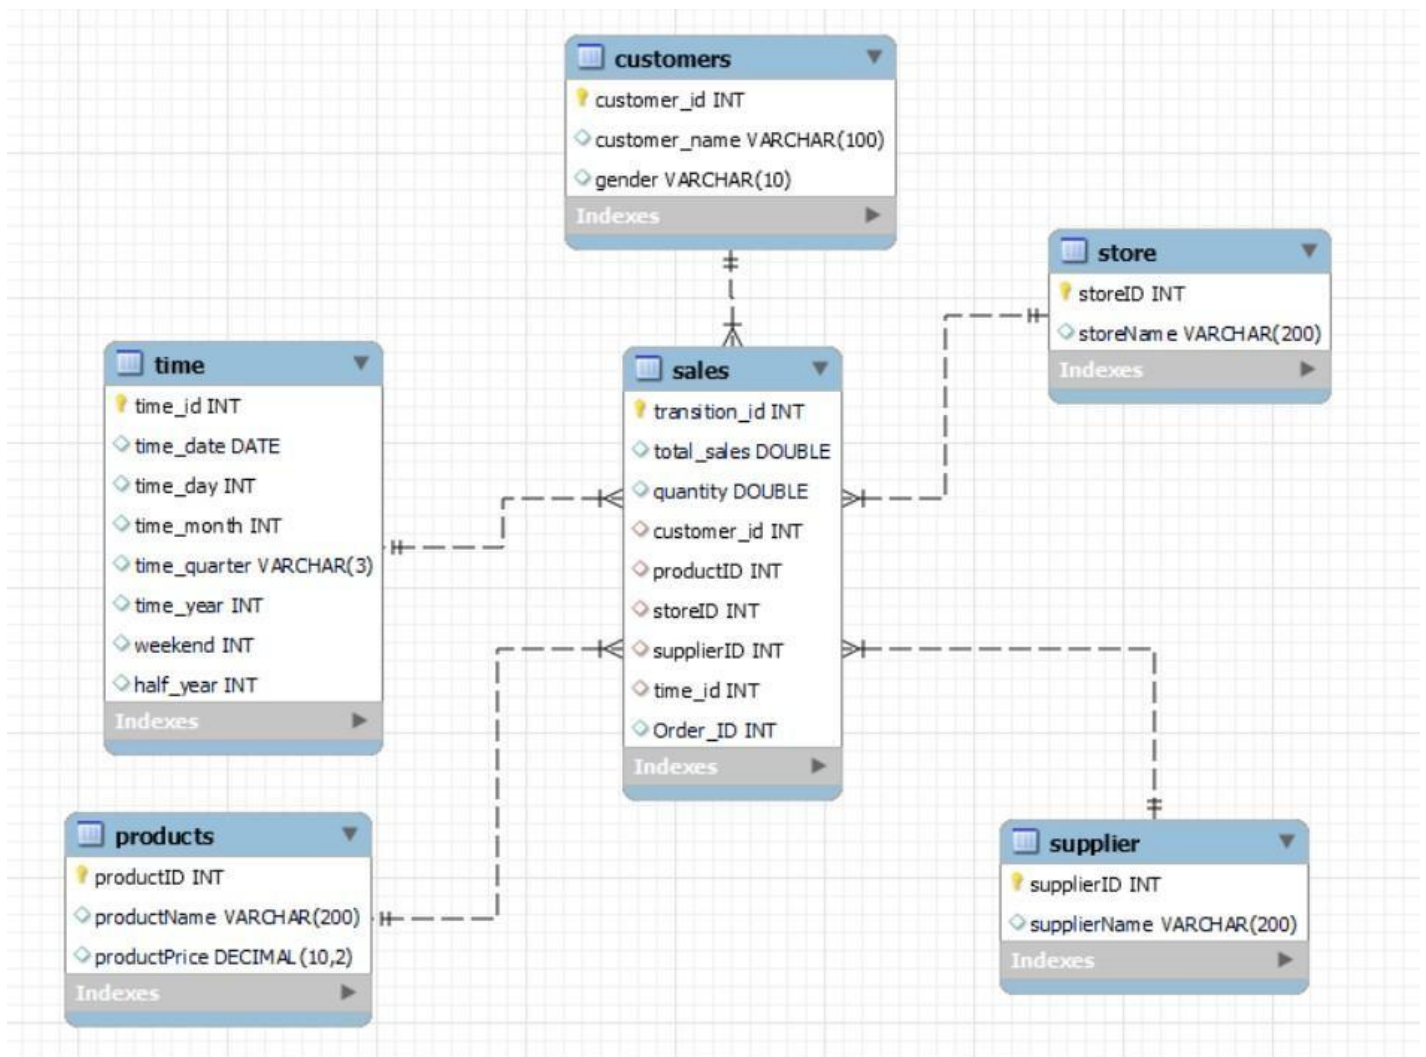 customers
customer_id INT
customer_name VARCHAR(100)
gender VARCHAR(10)
Indexes
store
storeID INT
storeName VARCHAR(200)
Indexes
time
time_id INT
time_date DATE
time_day INT
time_month INT
time_quarter VARCHAR(3)
time_year INT
weekend INT
half_year INT
Indexes
sales
transition_id INT
total_sales DOUBLE
quantity DOUBLE
customer_id INT
productID INT
storeID INT
supplierID INT
time_id INT
Order_ID INT
Indexes
products
productID INT
productName VARCHAR(200)
productPrice DECIMAL(10,2)
Indexes
supplier
supplierID INT
supplierName VARCHAR(200)
Indexes